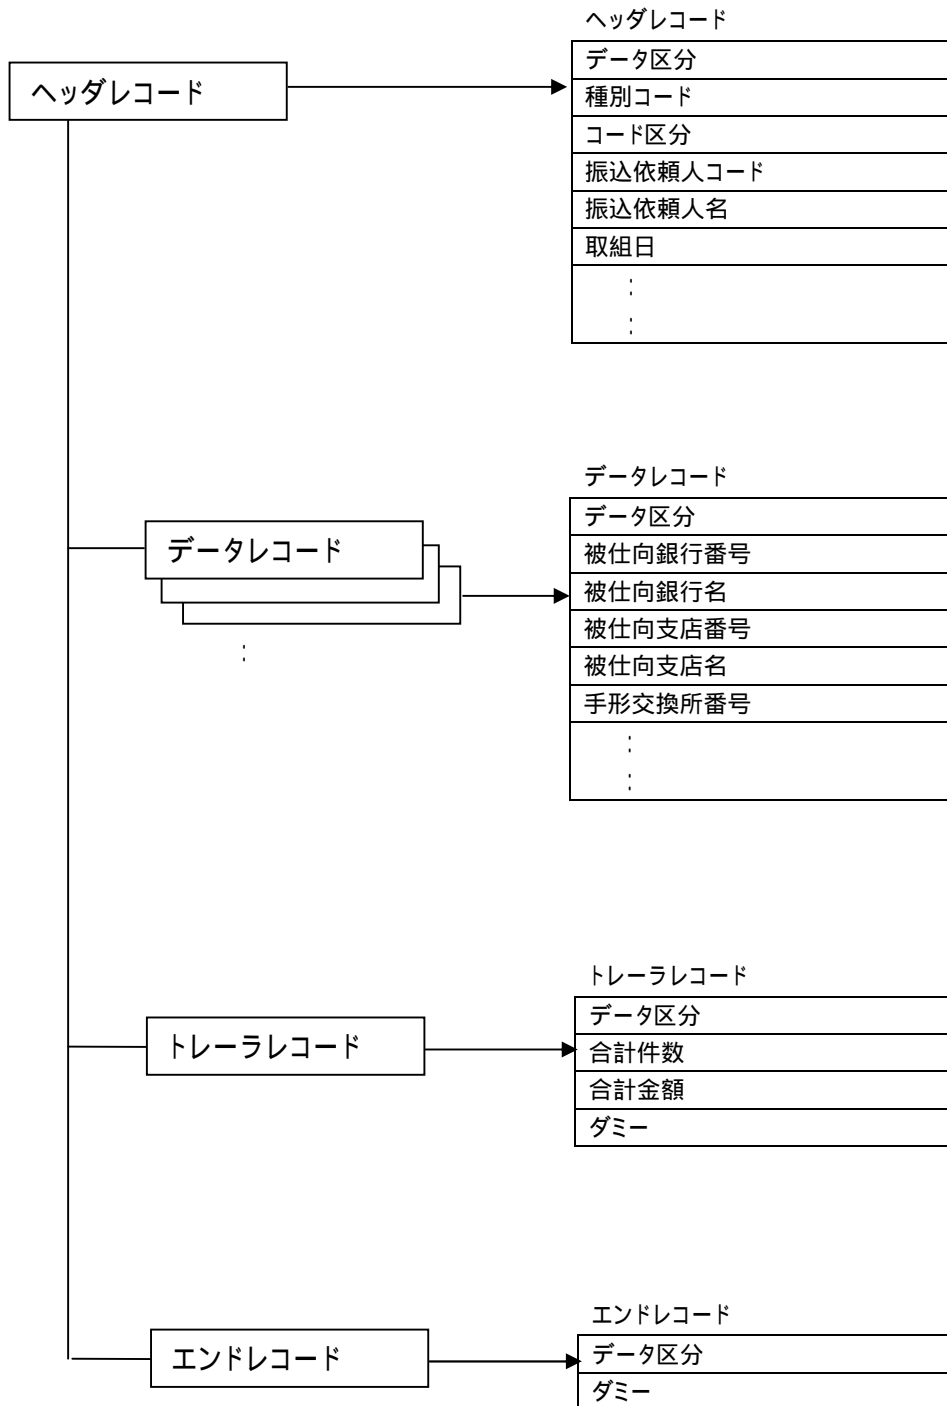 ヘッダレコード
ヘッダレコード
データ区分
種別コード
コード区分
振込依頼人コード
振込依頼人名
取組日
:
:
データレコード
:
データレコード
データ区分
被仕向銀行番号
被仕向銀行名
被仕向支店番号
被仕向支店名
手形交換所番号
:
:
トレーラレコード
トレーラレコード
データ区分
合計件数
合計金額
ダミー
エンドレコード
エンドレコード
データ区分
ダミー